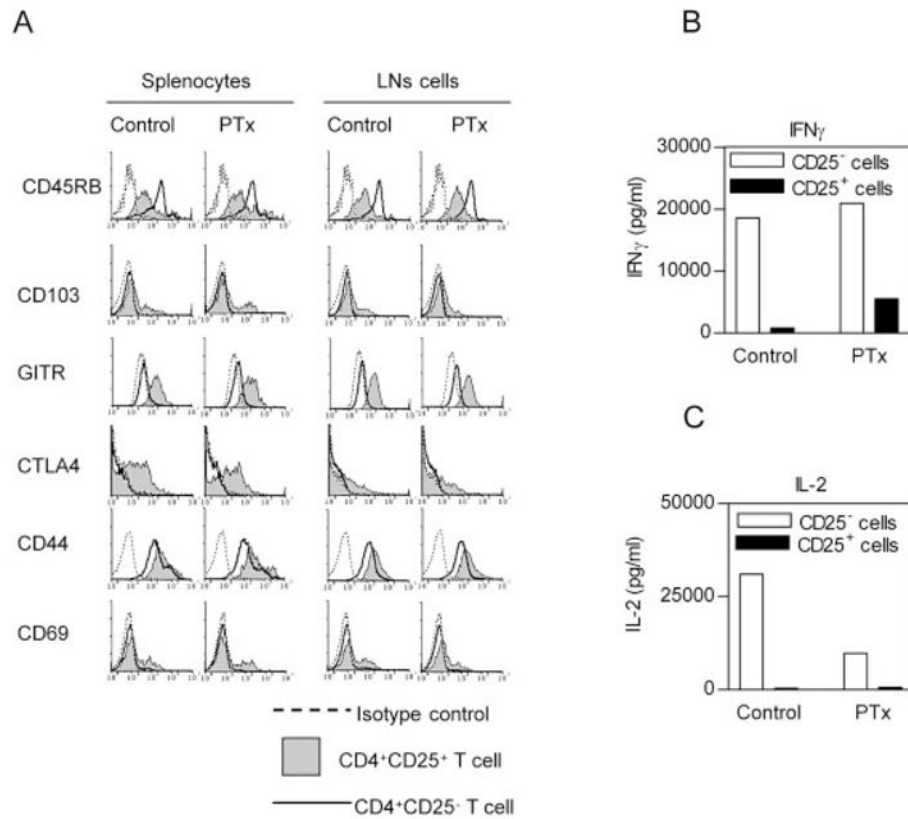 A
Splenocytes
LNs cells
Control
PTx
Control
PTx
CD45RB
CD103
GITR
CTLA4
CD44
CD69
Isotype control
CD4⁺CD25⁺ T cell
CD4⁺CD25⁻ T cell
B
IFNγ
CD25⁻ cells
CD25⁺ cells
IFNγ (pg/ml)
30000
20000
10000
0
Control
PTx
C
IL-2
CD25⁻ cells
CD25⁺ cells
IL-2 (pg/ml)
50000
25000
0
Control
PTx